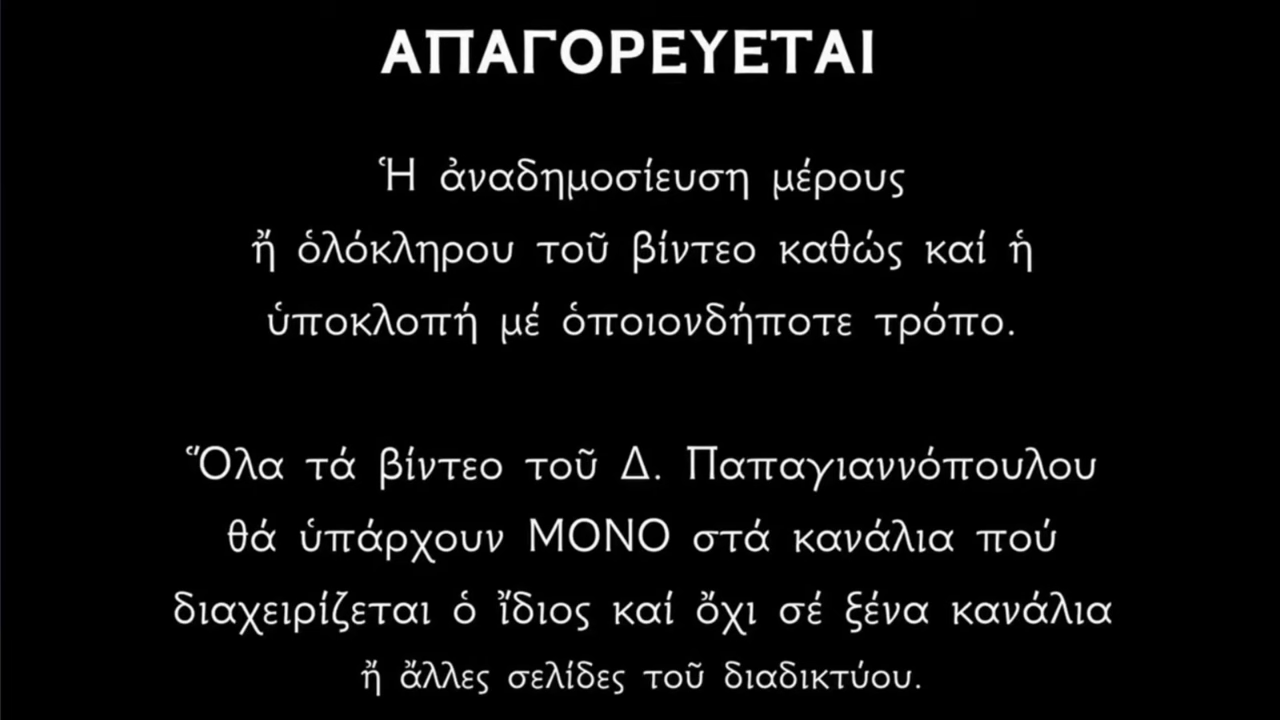 ΑΠΑΓΟΡΕΥΕΤΑΙ
Ἡ ἀναδημοσίευση μέρους
ἤ ὁλόκληρου τοῦ βίντεο καθώς καί ἡ
ὑποκλοπή μέ ὁποιονδήποτε τρόπο.
Ὅλα τά βίντεο τοῦ Δ. Παπαγιαννόπουλου
θά ὑπάρχουν ΜΟΝΟ στά κανάλια πού
διαχειρίζεται ὁ ἴδιος καί ὄχι σέ ξένα κανάλια
ἤ ἄλλες σελίδες τοῦ διαδικτύου.